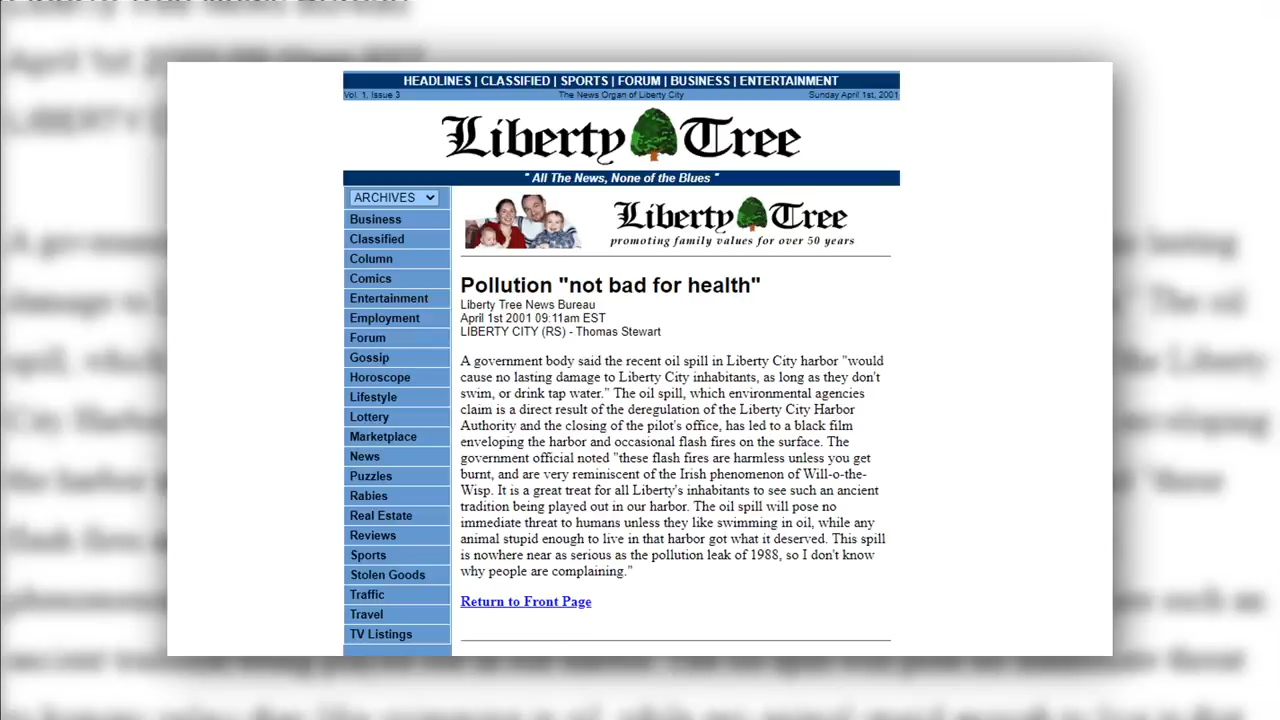 HEADLINES | CLASSIFIED | SPORTS | FORUM | BUSINESS | ENTERTAINMENT
Vol. 1, Issue 3 The News Organ of Liberty City Sunday April 1st, 2001
Liberty Tree
" All The News, None of the Blues "
ARCHIVES
Business
Classified
Column
Comics
Entertainment
Employment
Forum
Gossip
Horoscope
Lifestyle
Lottery
Marketplace
News
Puzzles
Rabies
Real Estate
Reviews
Sports
Stolen Goods
Traffic
Travel
TV Listings
Liberty Tree
promoting family values for over 50 years
Pollution "not bad for health"
Liberty Tree News Bureau
April 1st 2001 09:11am EST
LIBERTY CITY (RS) - Thomas Stewart
A government body said the recent oil spill in Liberty City harbor "would
cause no lasting damage to Liberty City inhabitants, as long as they don't
swim, or drink tap water." The oil spill, which environmental agencies
claim is a direct result of the deregulation of the Liberty City Harbor
Authority and the closing of the pilot's office, has led to a black film
enveloping the harbor and occasional flash fires on the surface. The
government official noted "these flash fires are harmless unless you get
burnt, and are very reminiscent of the Irish phenomenon of Will-o-the-
Wisp. It is a great treat for all Liberty's inhabitants to see such an ancient
tradition being played out in our harbor. The oil spill will pose no
immediate threat to humans unless they like swimming in oil, while any
animal stupid enough to live in that harbor got what it deserved. This spill
is nowhere near as serious as the pollution leak of 1988, so I don't know
why people are complaining."
Return to Front Page